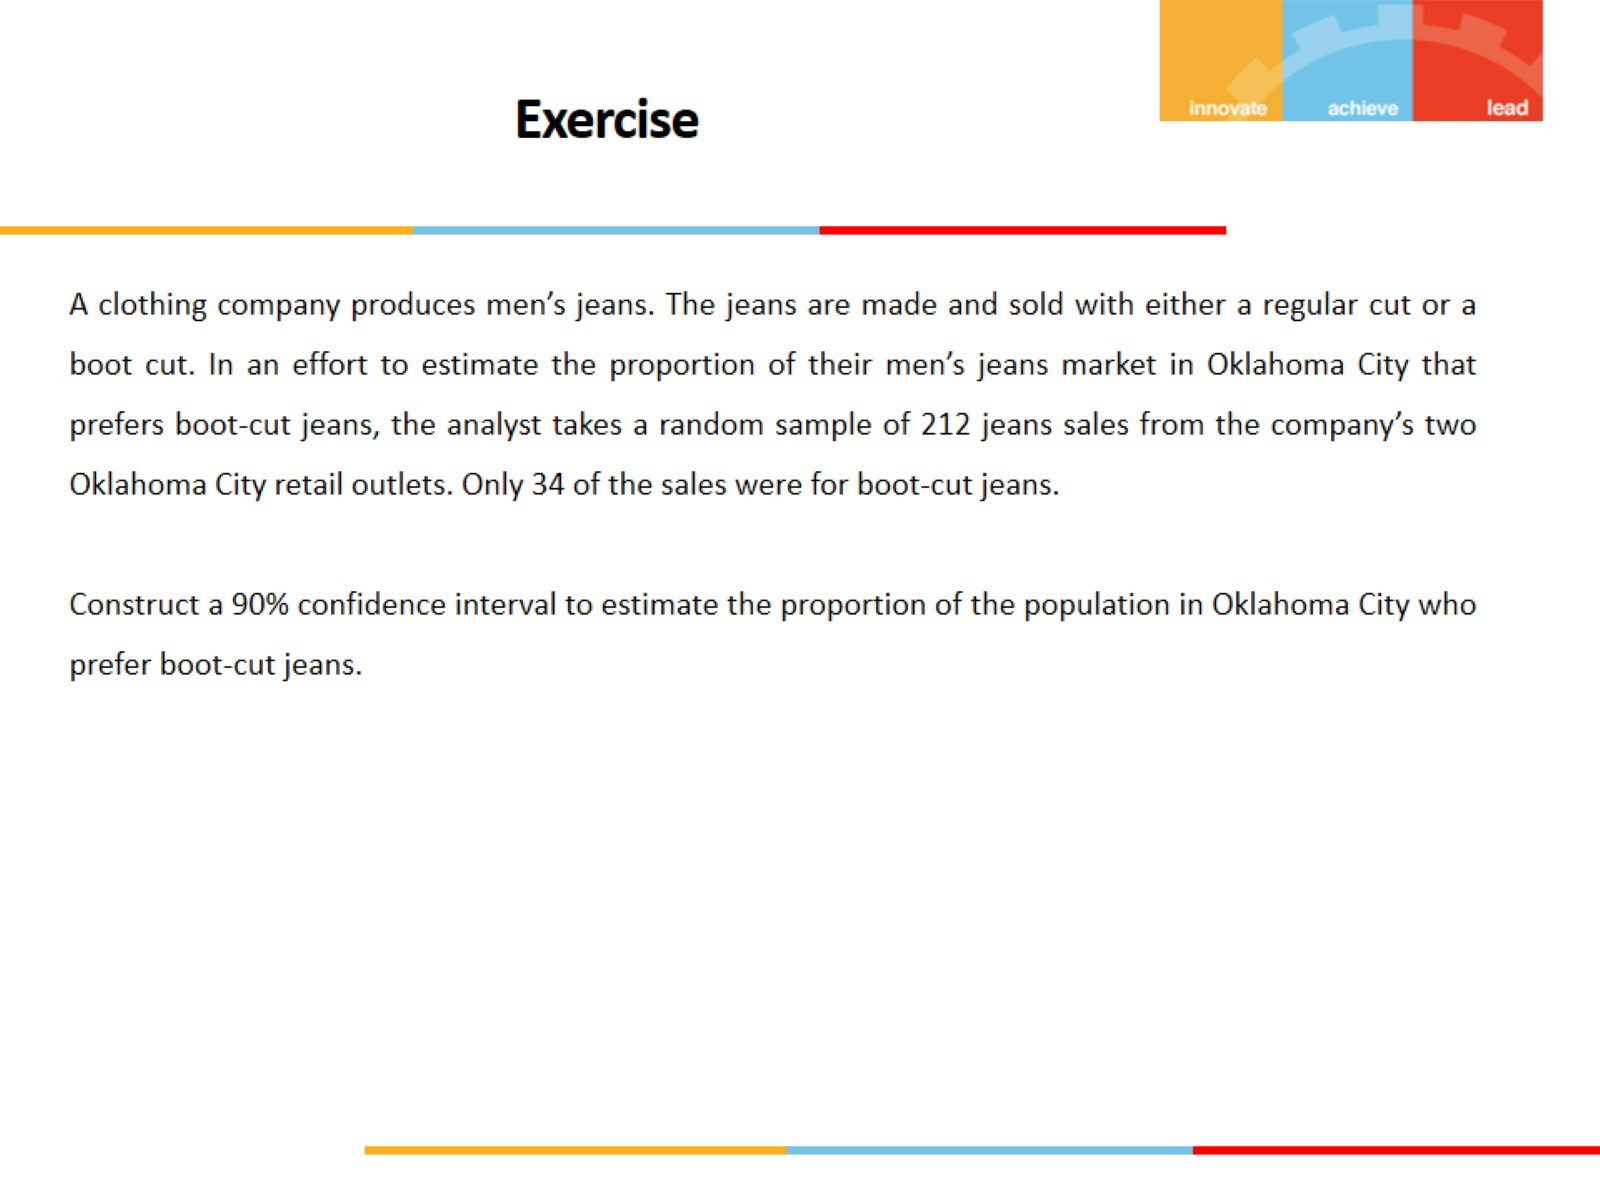 innovate achieve lead
Exercise
A clothing company produces men’s jeans. The jeans are made and sold with either a regular cut or a
boot cut. In an effort to estimate the proportion of their men’s jeans market in Oklahoma City that
prefers boot-cut jeans, the analyst takes a random sample of 212 jeans sales from the company’s two
Oklahoma City retail outlets. Only 34 of the sales were for boot-cut jeans.
Construct a 90% confidence interval to estimate the proportion of the population in Oklahoma City who
prefer boot-cut jeans.